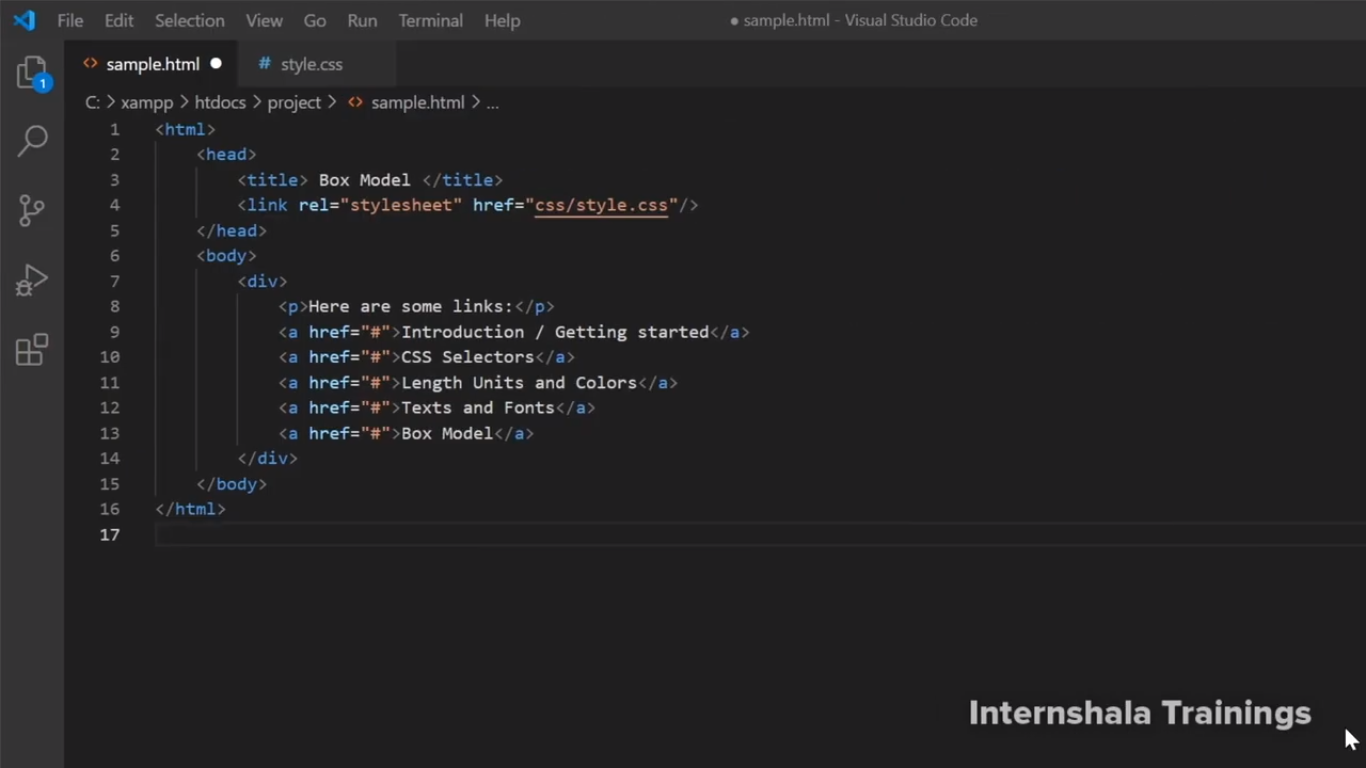 File Edit Selection View Go Run Terminal Help ● sample.html - Visual Studio Code
<> sample.html ● # style.css
1
C: > xampp > htdocs > project > <> sample.html > ...
1 <html>
2 <head>
3 <title> Box Model </title>
4 <link rel="stylesheet" href="css/style.css"/>
5 </head>
6 <body>
7 <div>
8 <p>Here are some links:</p>
9 <a href="#">Introduction / Getting started</a>
10 <a href="#">CSS Selectors</a>
11 <a href="#">Length Units and Colors</a>
12 <a href="#">Texts and Fonts</a>
13 <a href="#">Box Model</a>
14 </div>
15 </body>
16 </html>
17
Internshala Trainings